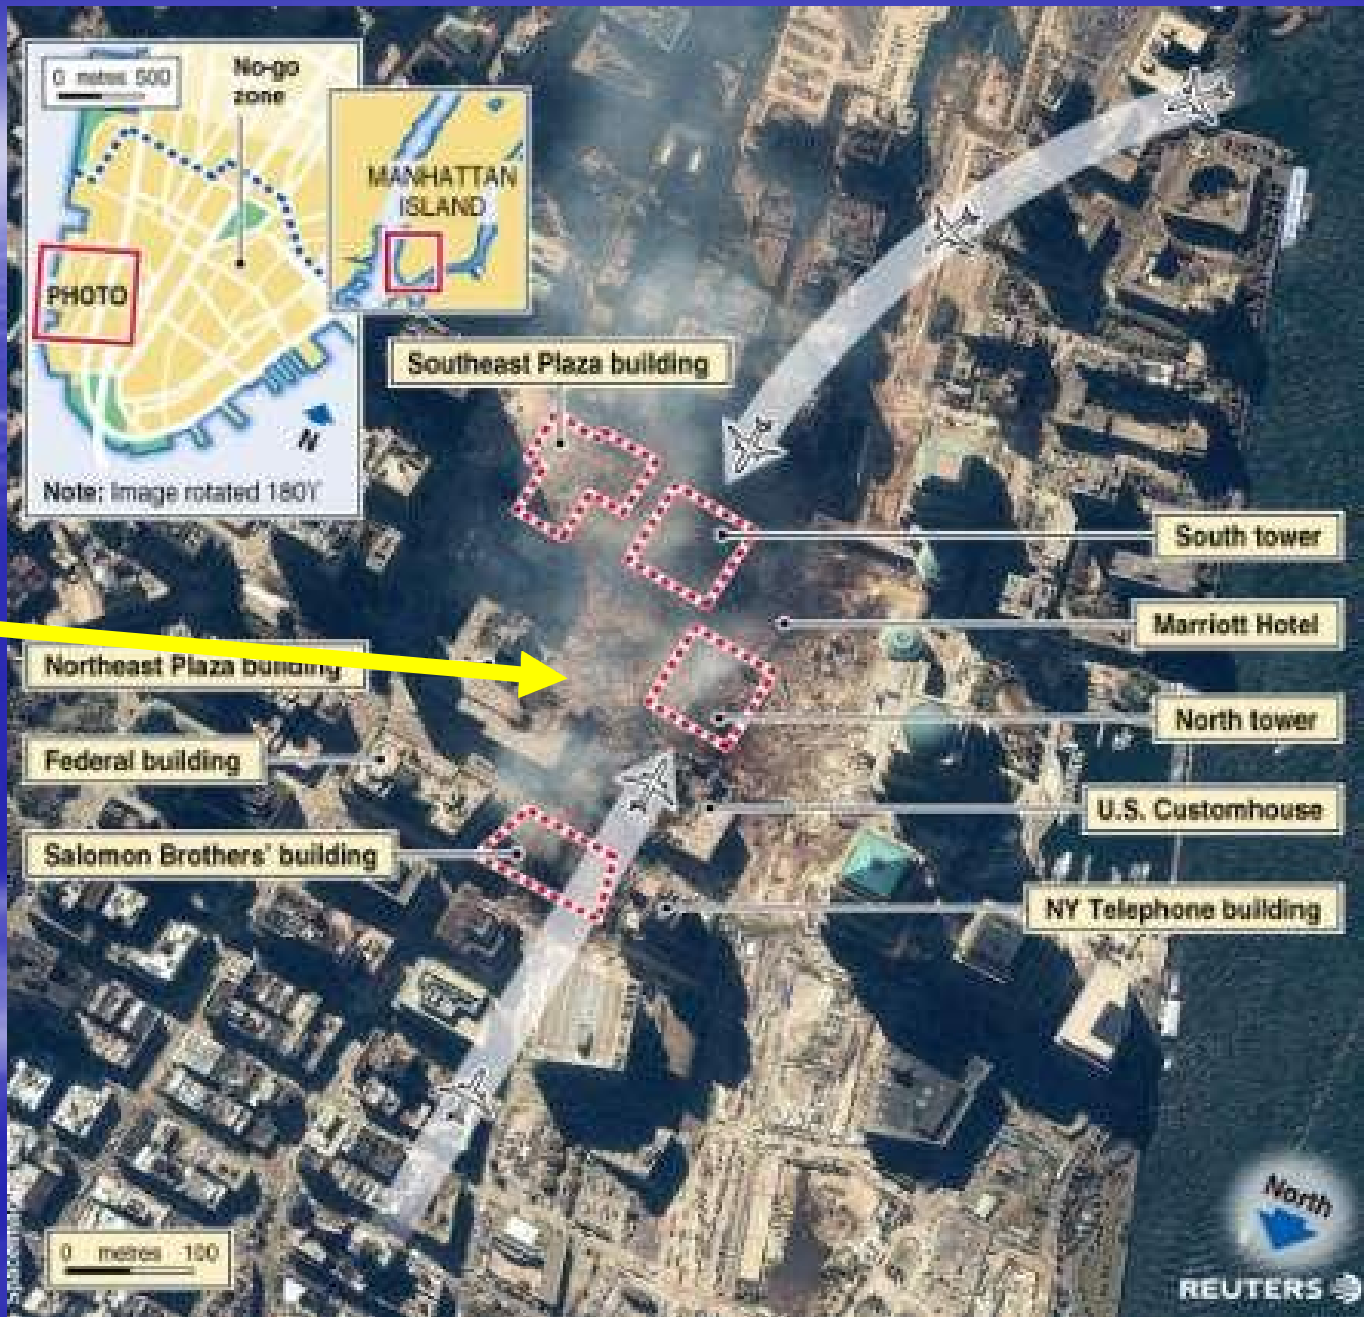 0 metres 500
No-go
zone
MANHATTAN
ISLAND
PHOTO
N
Note: Image rotated 180Y
Southeast Plaza building
South tower
Marriott Hotel
Northeast Plaza building
North tower
Federal building
U.S. Customhouse
Salomon Brothers' building
NY Telephone building
0 metres 100
North
REUTERS